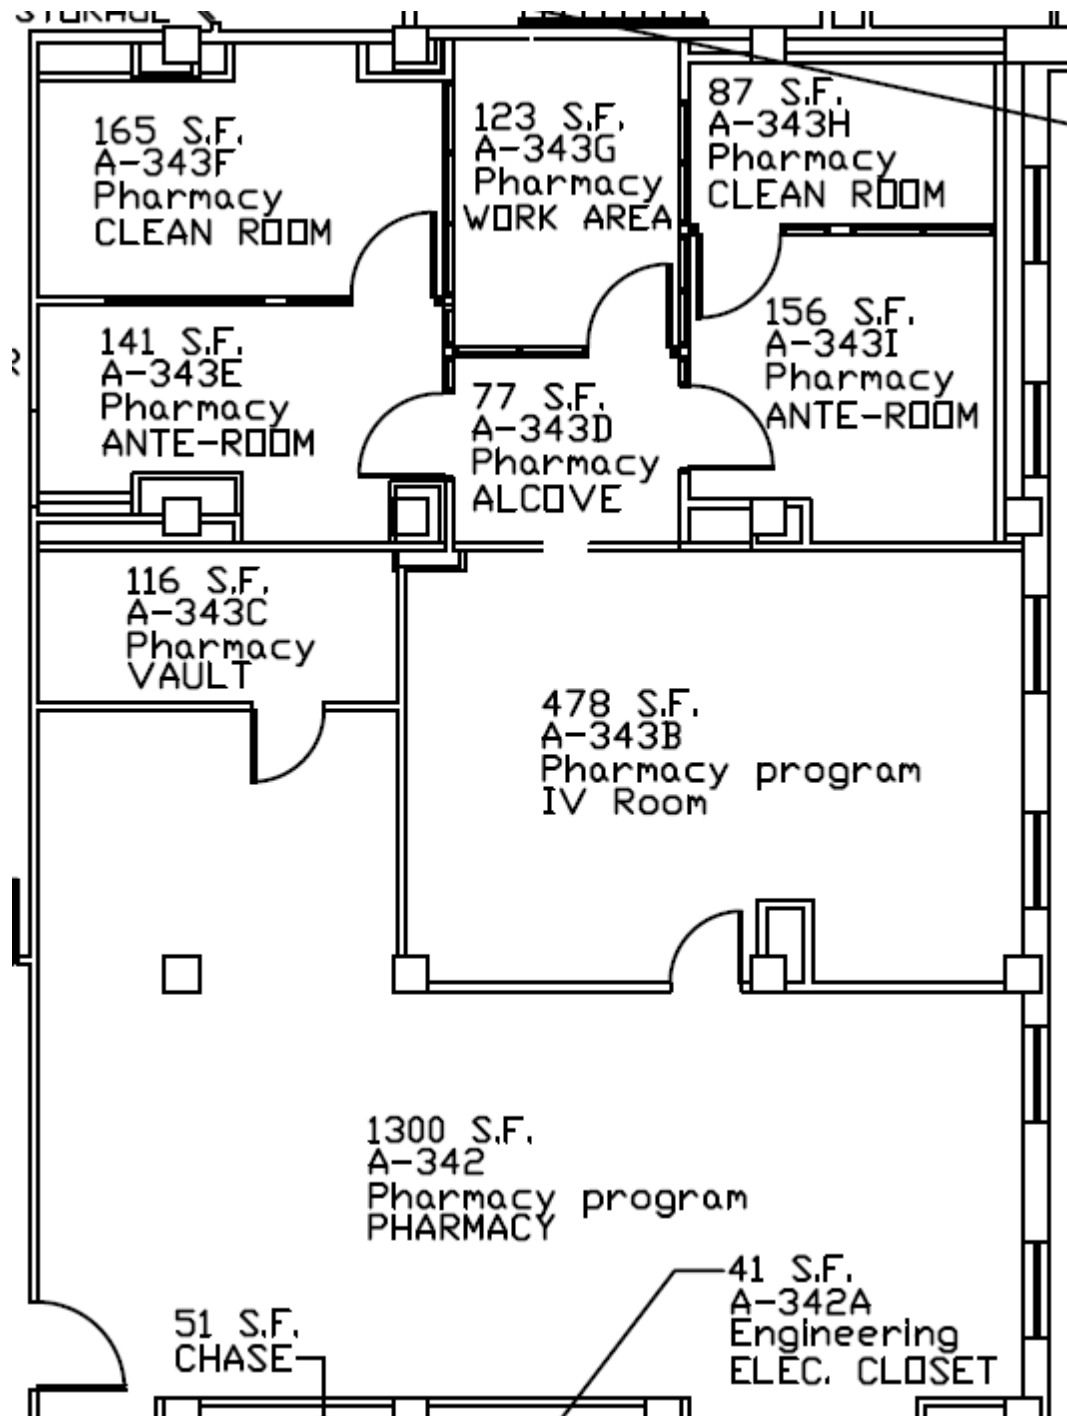 STORAGE
165 S.F.
A-343F
Pharmacy
CLEAN ROOM
123 S.F.
A-343G
Pharmacy
WORK AREA
87 S.F.
A-343H
Pharmacy
CLEAN ROOM
141 S.F.
A-343E
Pharmacy
ANTE-ROOM
77 S.F.
A-343D
Pharmacy
ALCOVE
156 S.F.
A-343I
Pharmacy
ANTE-ROOM
116 S.F.
A-343C
Pharmacy
VAULT
478 S.F.
A-343B
Pharmacy program
IV Room
1300 S.F.
A-342
Pharmacy program
PHARMACY
51 S.F.
CHASE
41 S.F.
A-342A
Engineering
ELEC. CLOSET